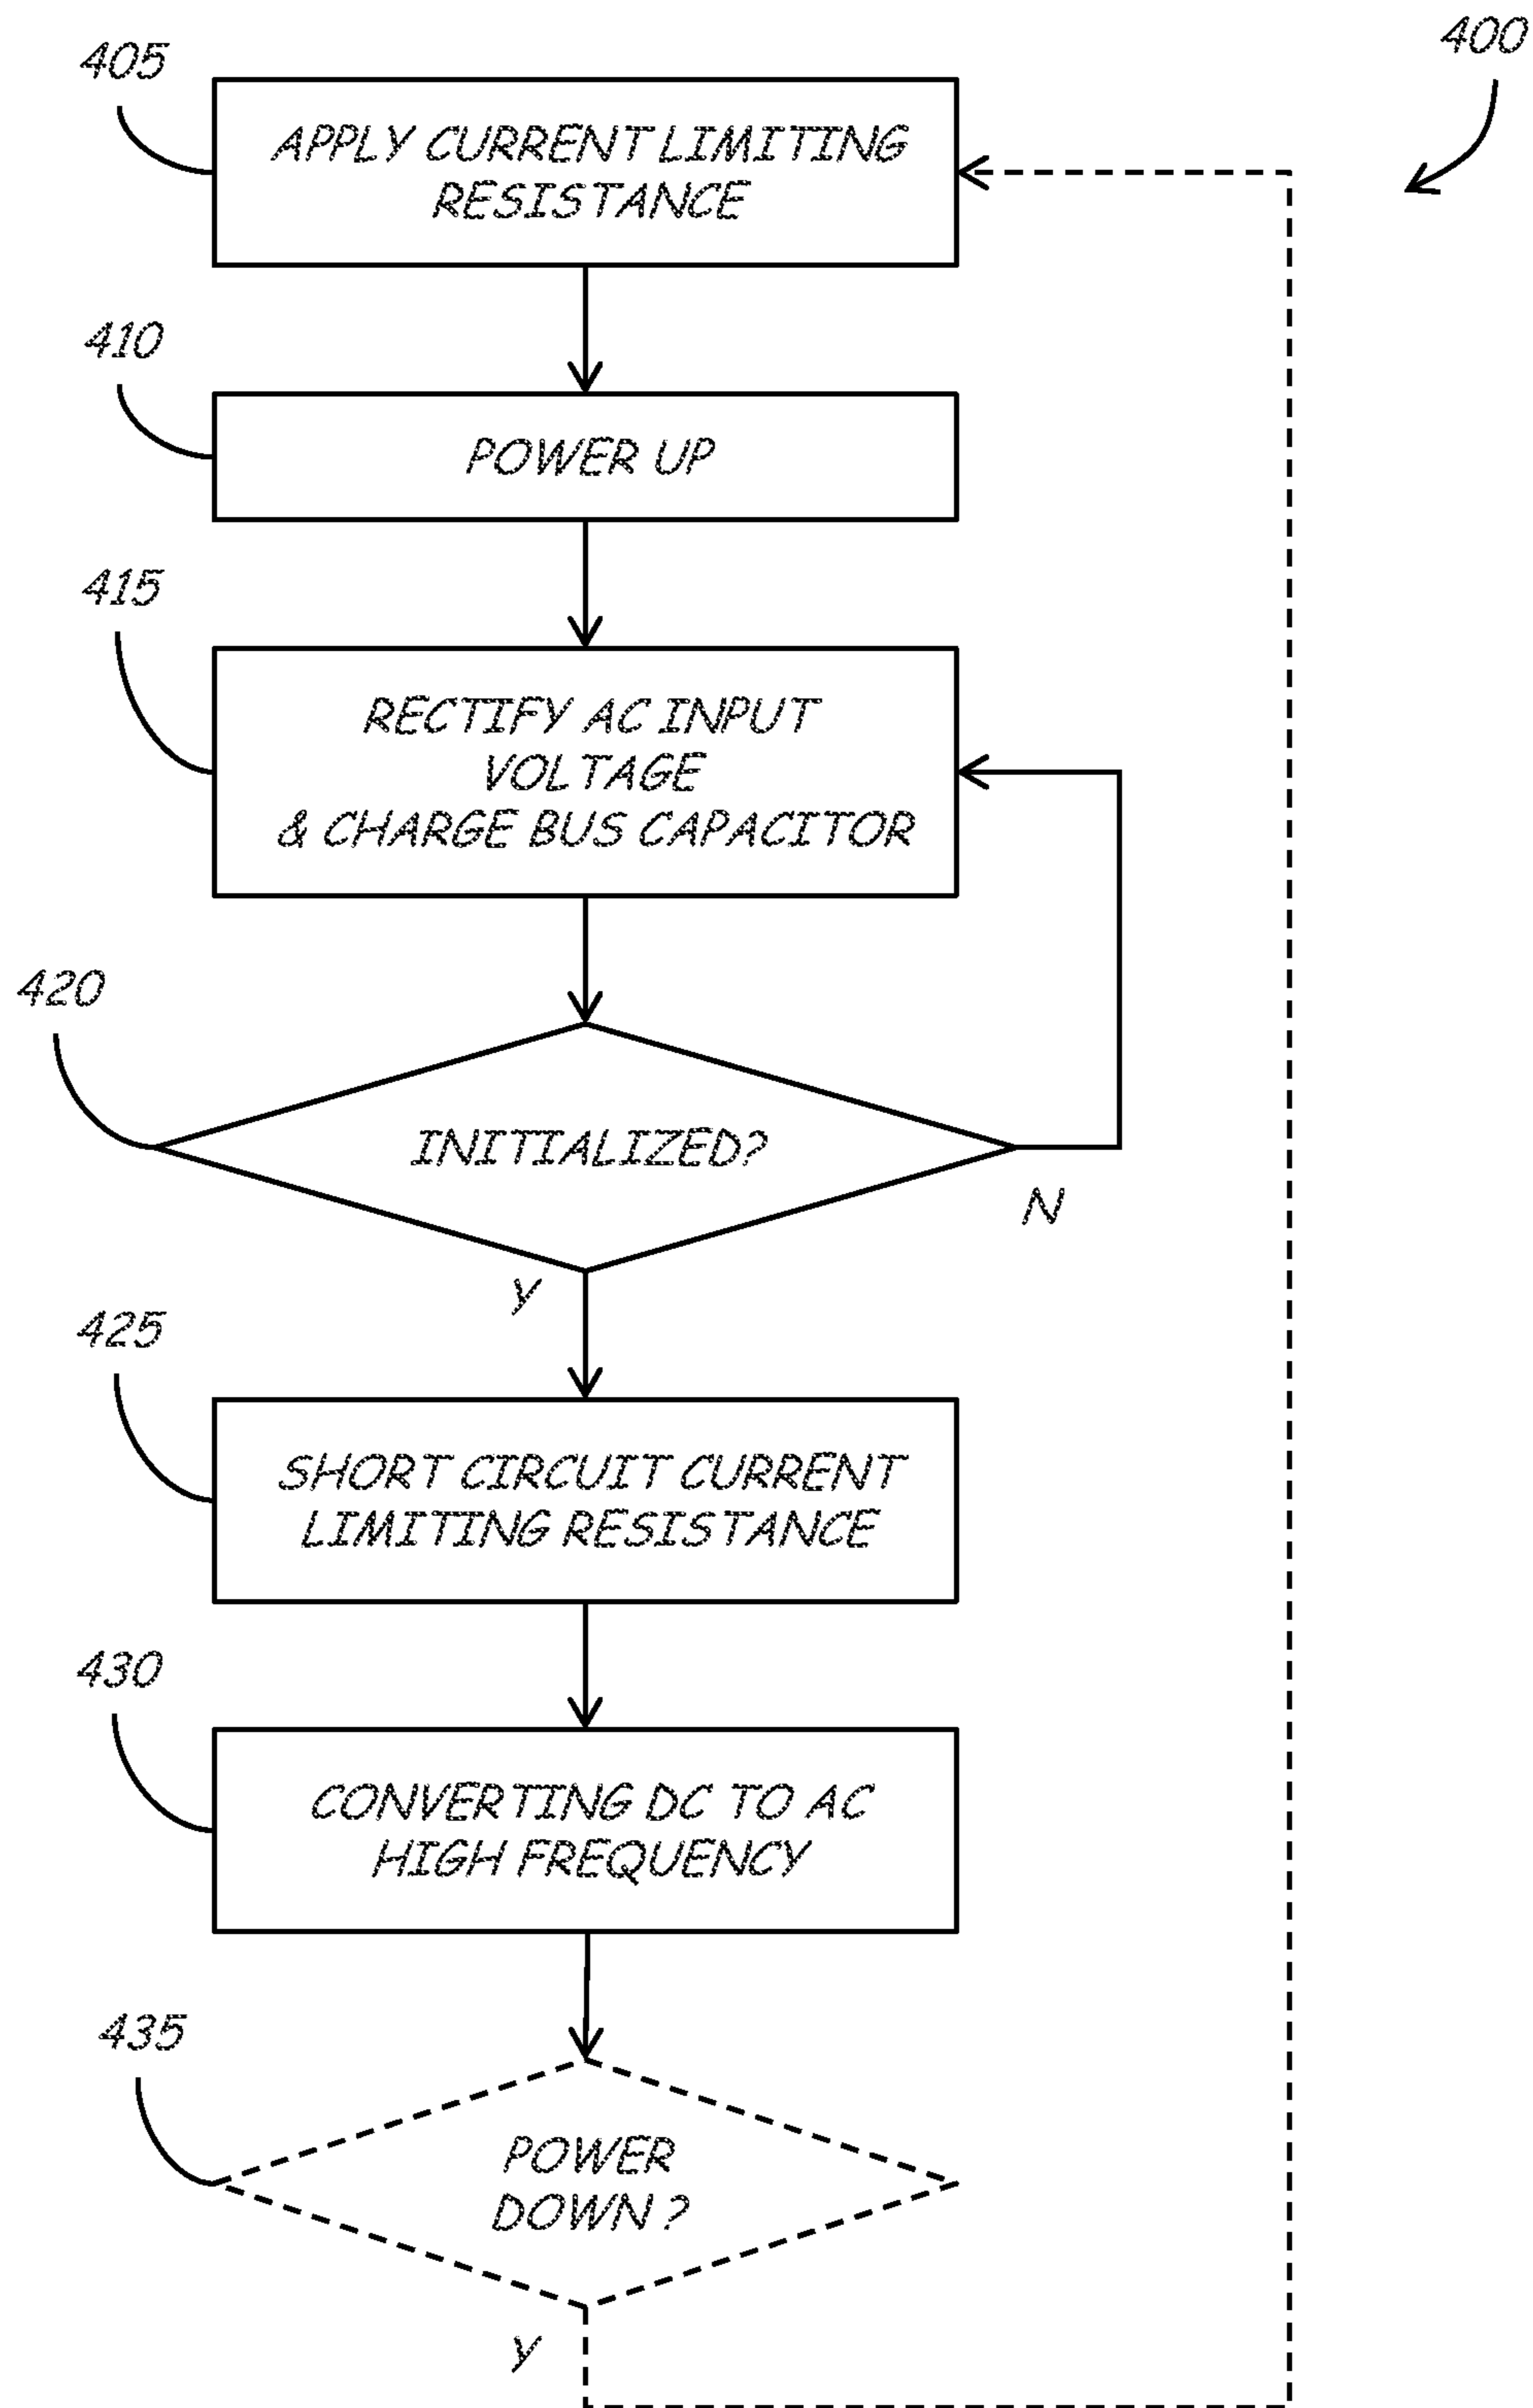 400
405
APPLY CURRENT LIMITING
RESISTANCE
410
POWER UP
415
RECTIFY AC INPUT
VOLTAGE
& CHARGE BUS CAPACITOR
420
INITIALIZED?
N
Y
425
SHORT CIRCUIT CURRENT
LIMITING RESISTANCE
430
CONVERTING DC TO AC
HIGH FREQUENCY
435
POWER
DOWN ?
Y